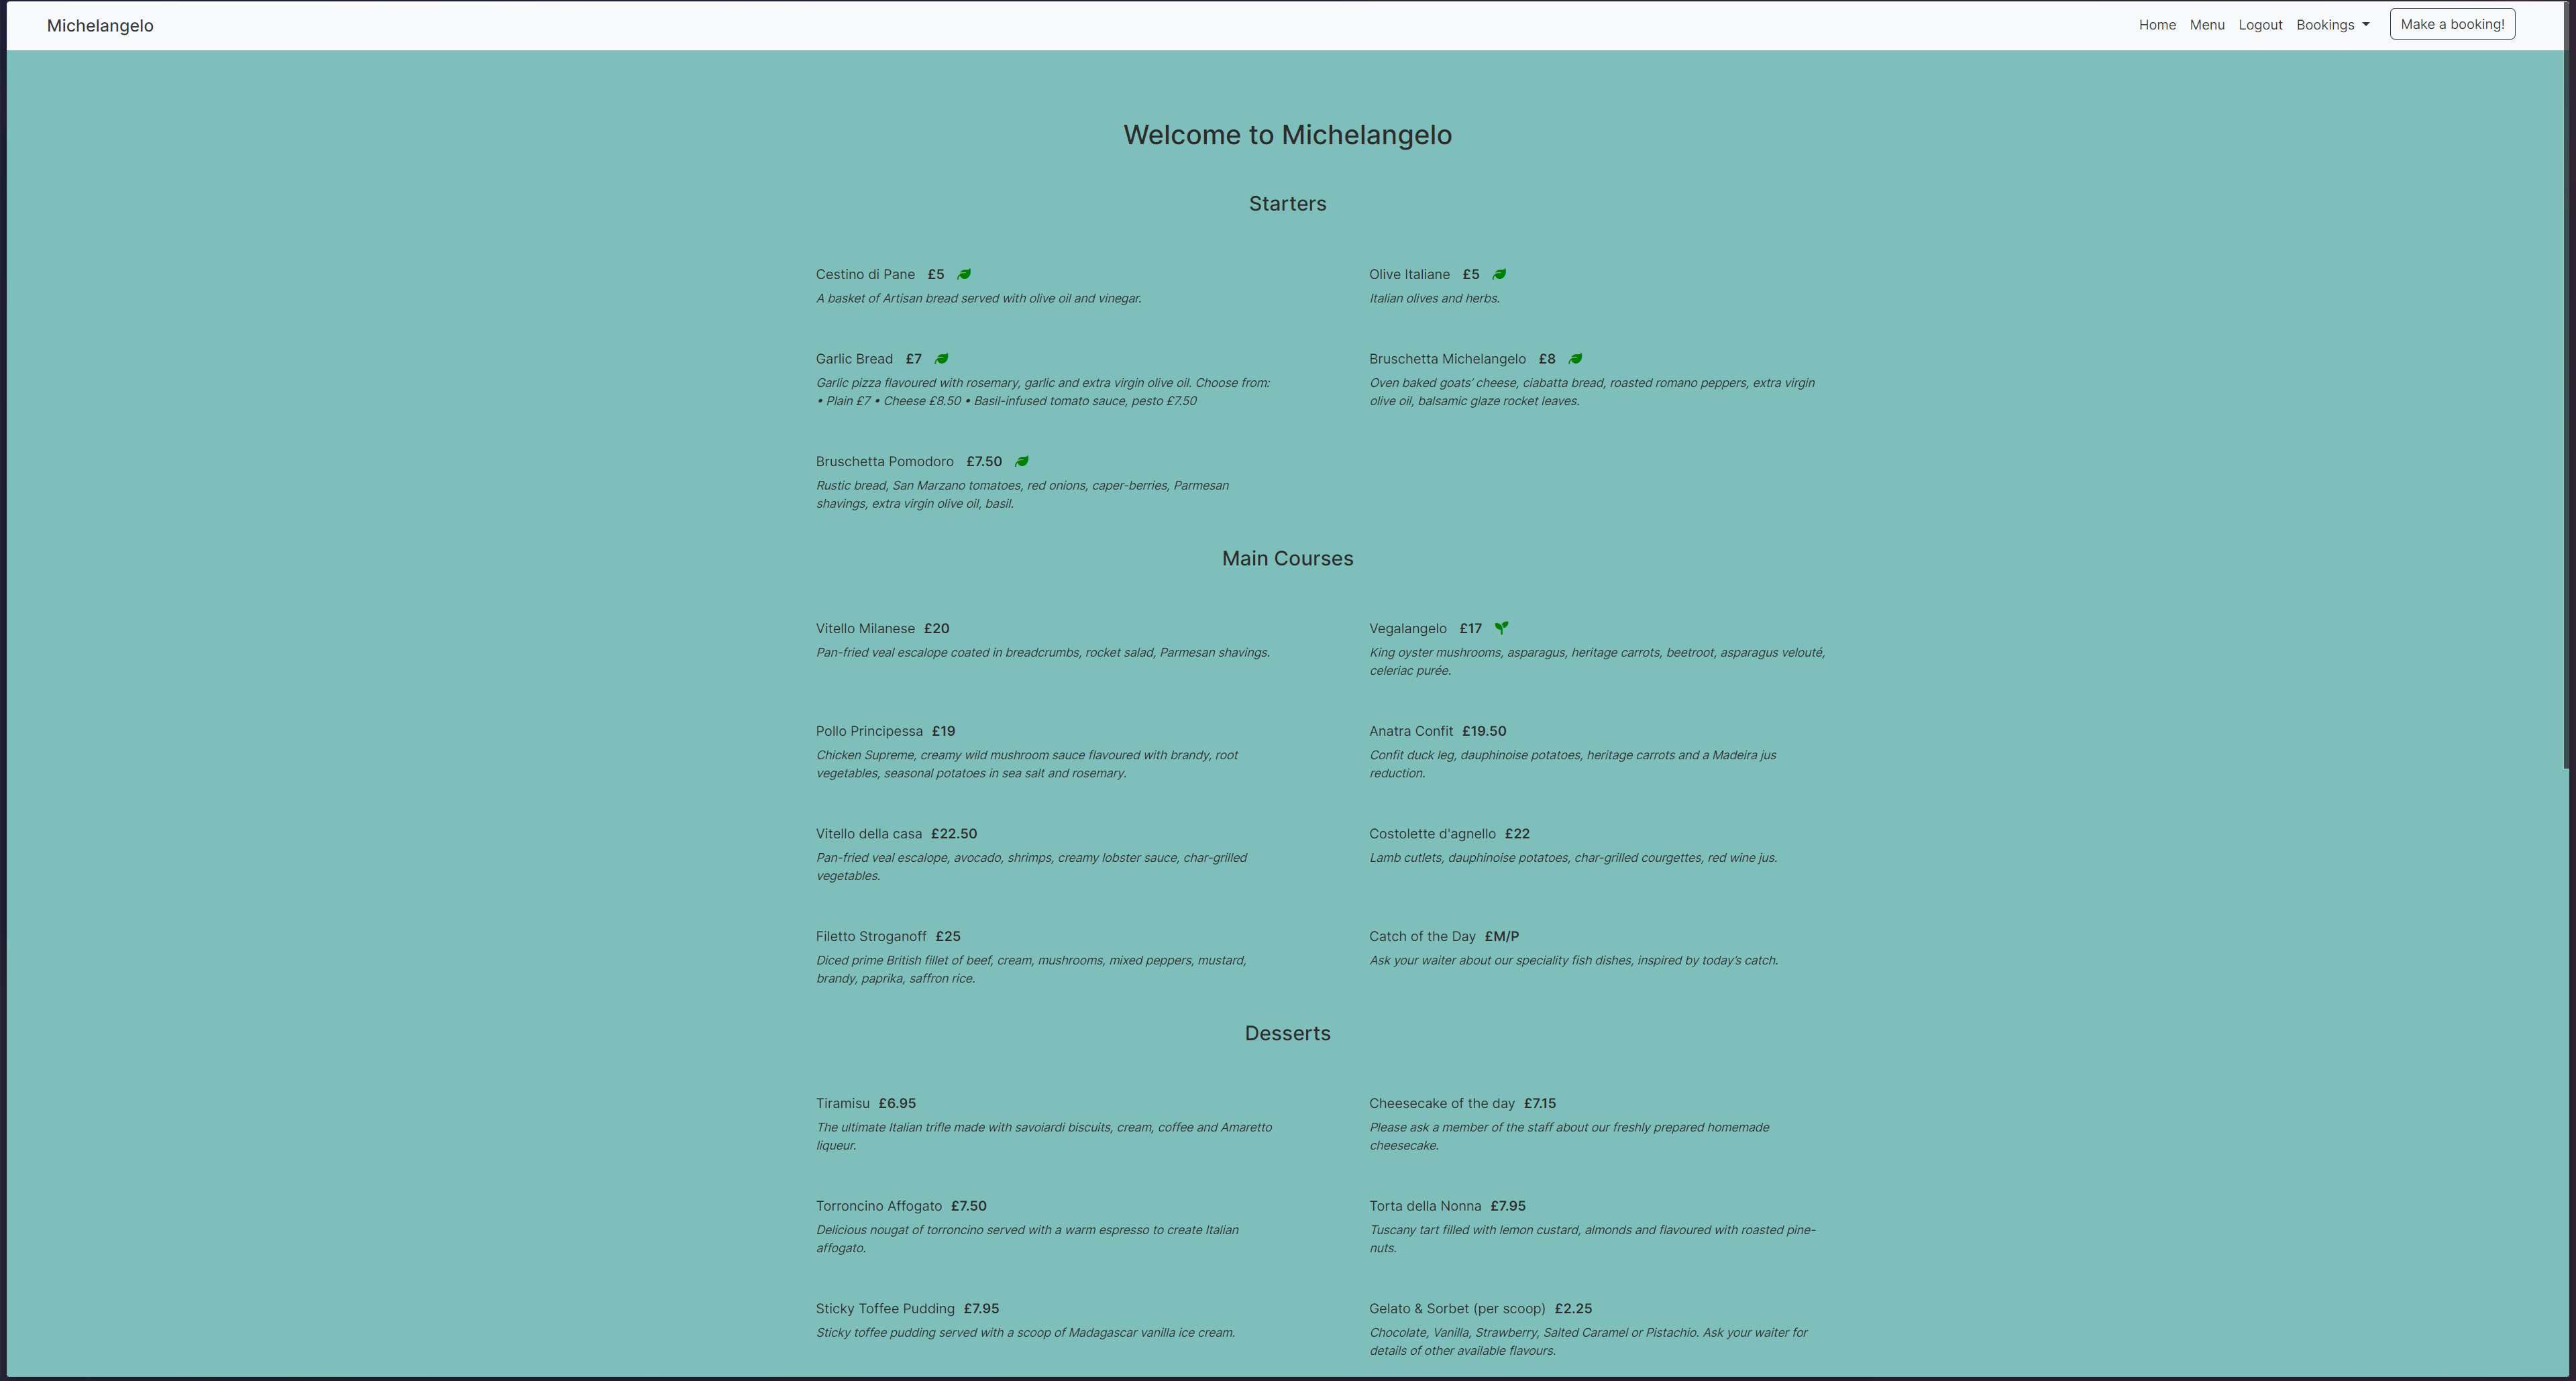 Michelangelo
Home Menu Logout Bookings Make a booking!
Welcome to Michelangelo
Starters
Cestino di Pane £5
A basket of Artisan bread served with olive oil and vinegar.
Olive Italiane £5
Italian olives and herbs.
Garlic Bread £7
Garlic pizza flavoured with rosemary, garlic and extra virgin olive oil. Choose from:
• Plain £7 • Cheese £8.50 • Basil-infused tomato sauce, pesto £7.50
Bruschetta Michelangelo £8
Oven baked goats’ cheese, ciabatta bread, roasted romano peppers, extra virgin
olive oil, balsamic glaze rocket leaves.
Bruschetta Pomodoro £7.50
Rustic bread, San Marzano tomatoes, red onions, caper-berries, Parmesan
shavings, extra virgin olive oil, basil.
Main Courses
Vitello Milanese £20
Pan-fried veal escalope coated in breadcrumbs, rocket salad, Parmesan shavings.
Vegalangelo £17
King oyster mushrooms, asparagus, heritage carrots, beetroot, asparagus velouté,
celeriac purée.
Pollo Principessa £19
Chicken Supreme, creamy wild mushroom sauce flavoured with brandy, root
vegetables, seasonal potatoes in sea salt and rosemary.
Anatra Confit £19.50
Confit duck leg, dauphinoise potatoes, heritage carrots and a Madeira jus
reduction.
Vitello della casa £22.50
Pan-fried veal escalope, avocado, shrimps, creamy lobster sauce, char-grilled
vegetables.
Costolette d'agnello £22
Lamb cutlets, dauphinoise potatoes, char-grilled courgettes, red wine jus.
Filetto Stroganoff £25
Diced prime British fillet of beef, cream, mushrooms, mixed peppers, mustard,
brandy, paprika, saffron rice.
Catch of the Day £M/P
Ask your waiter about our speciality fish dishes, inspired by today’s catch.
Desserts
Tiramisu £6.95
The ultimate Italian trifle made with savoiardi biscuits, cream, coffee and Amaretto
liqueur.
Cheesecake of the day £7.15
Please ask a member of the staff about our freshly prepared homemade
cheesecake.
Torroncino Affogato £7.50
Delicious nougat of torroncino served with a warm espresso to create Italian
affogato.
Torta della Nonna £7.95
Tuscany tart filled with lemon custard, almonds and flavoured with roasted pine-
nuts.
Sticky Toffee Pudding £7.95
Sticky toffee pudding served with a scoop of Madagascar vanilla ice cream.
Gelato & Sorbet (per scoop) £2.25
Chocolate, Vanilla, Strawberry, Salted Caramel or Pistachio. Ask your waiter for
details of other available flavours.